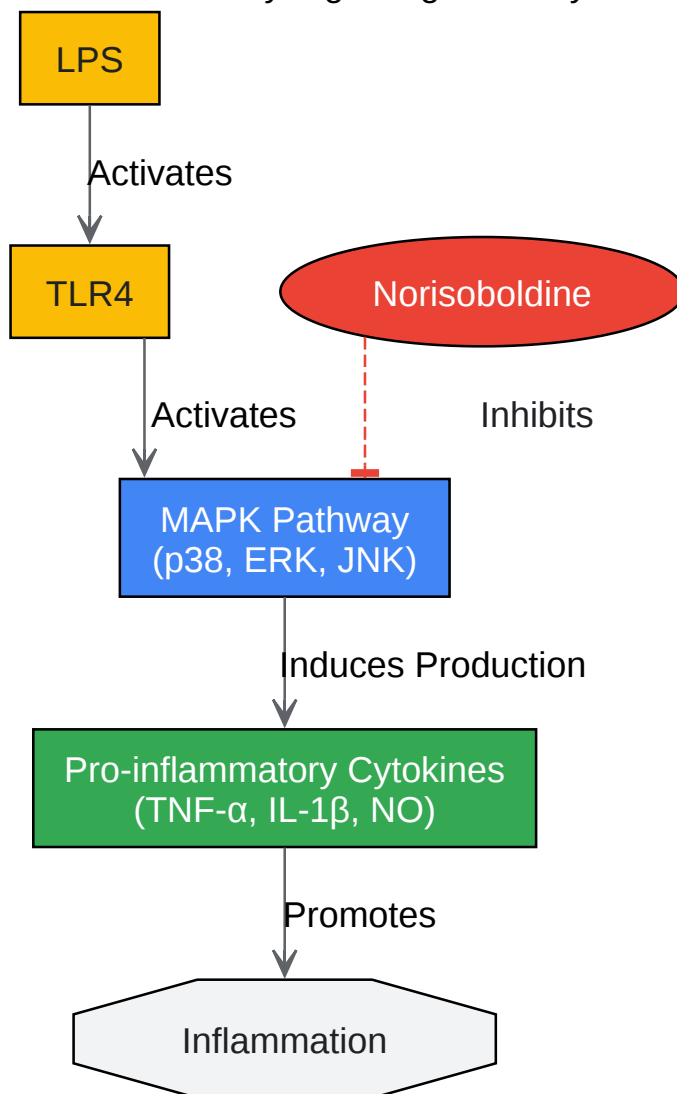 LPS
Activates
TLR4
Norisoboldine
Activates
Inhibits
MAPK Pathway
(p38, ERK, JNK)
Induces Production
Pro-inflammatory Cytokines
(TNF-α, IL-1β, NO)
Promotes
Inflammation